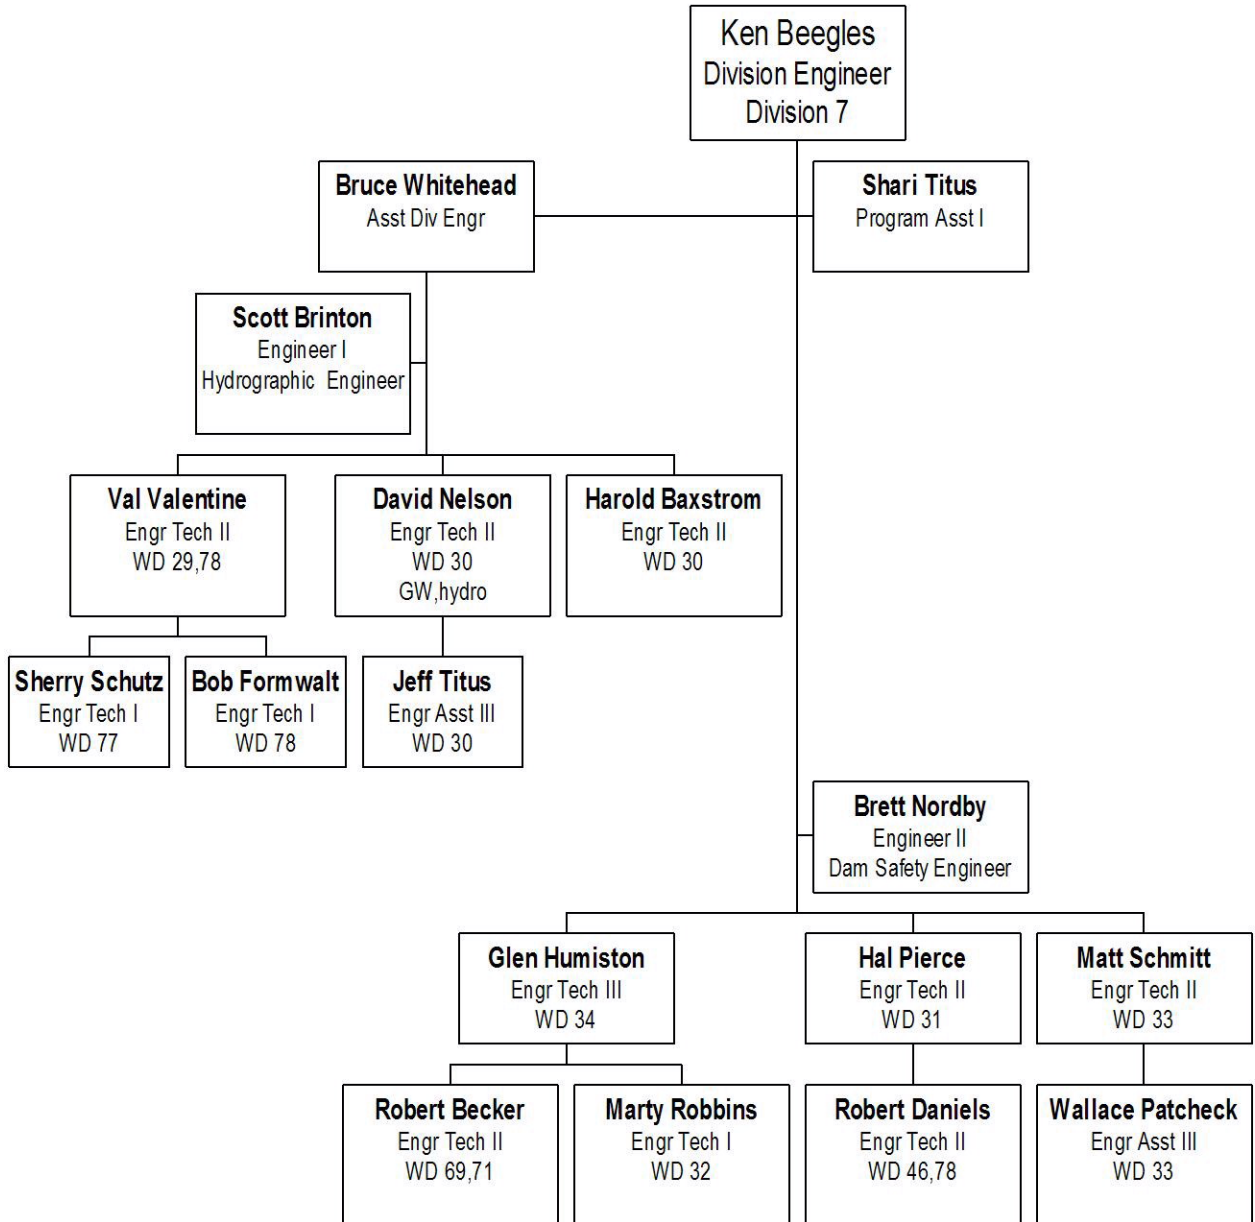 Ken Beegles
Division Engineer
Division 7
Bruce Whitehead
Asst Div Engr
Shari Titus
Program Asst I
Scott Brinton
Engineer I
Hydrographic Engineer
Val Valentine
Engr Tech II
WD 29,78
David Nelson
Engr Tech II
WD 30
GW,hydro
Harold Baxstrom
Engr Tech II
WD 30
Sherry Schutz
Engr Tech I
WD 77
Bob Formwalt
Engr Tech I
WD 78
Jeff Titus
Engr Asst III
WD 30
Brett Nordby
Engineer II
Dam Safety Engineer
Glen Humiston
Engr Tech III
WD 34
Hal Pierce
Engr Tech II
WD 31
Matt Schmitt
Engr Tech II
WD 33
Robert Becker
Engr Tech II
WD 69,71
Marty Robbins
Engr Tech I
WD 32
Robert Daniels
Engr Tech II
WD 46,78
Wallace Patcheck
Engr Asst III
WD 33